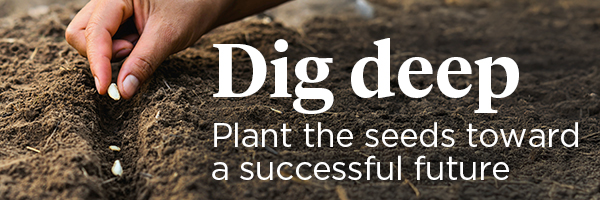 Dig deep
Plant the seeds toward
a successful future